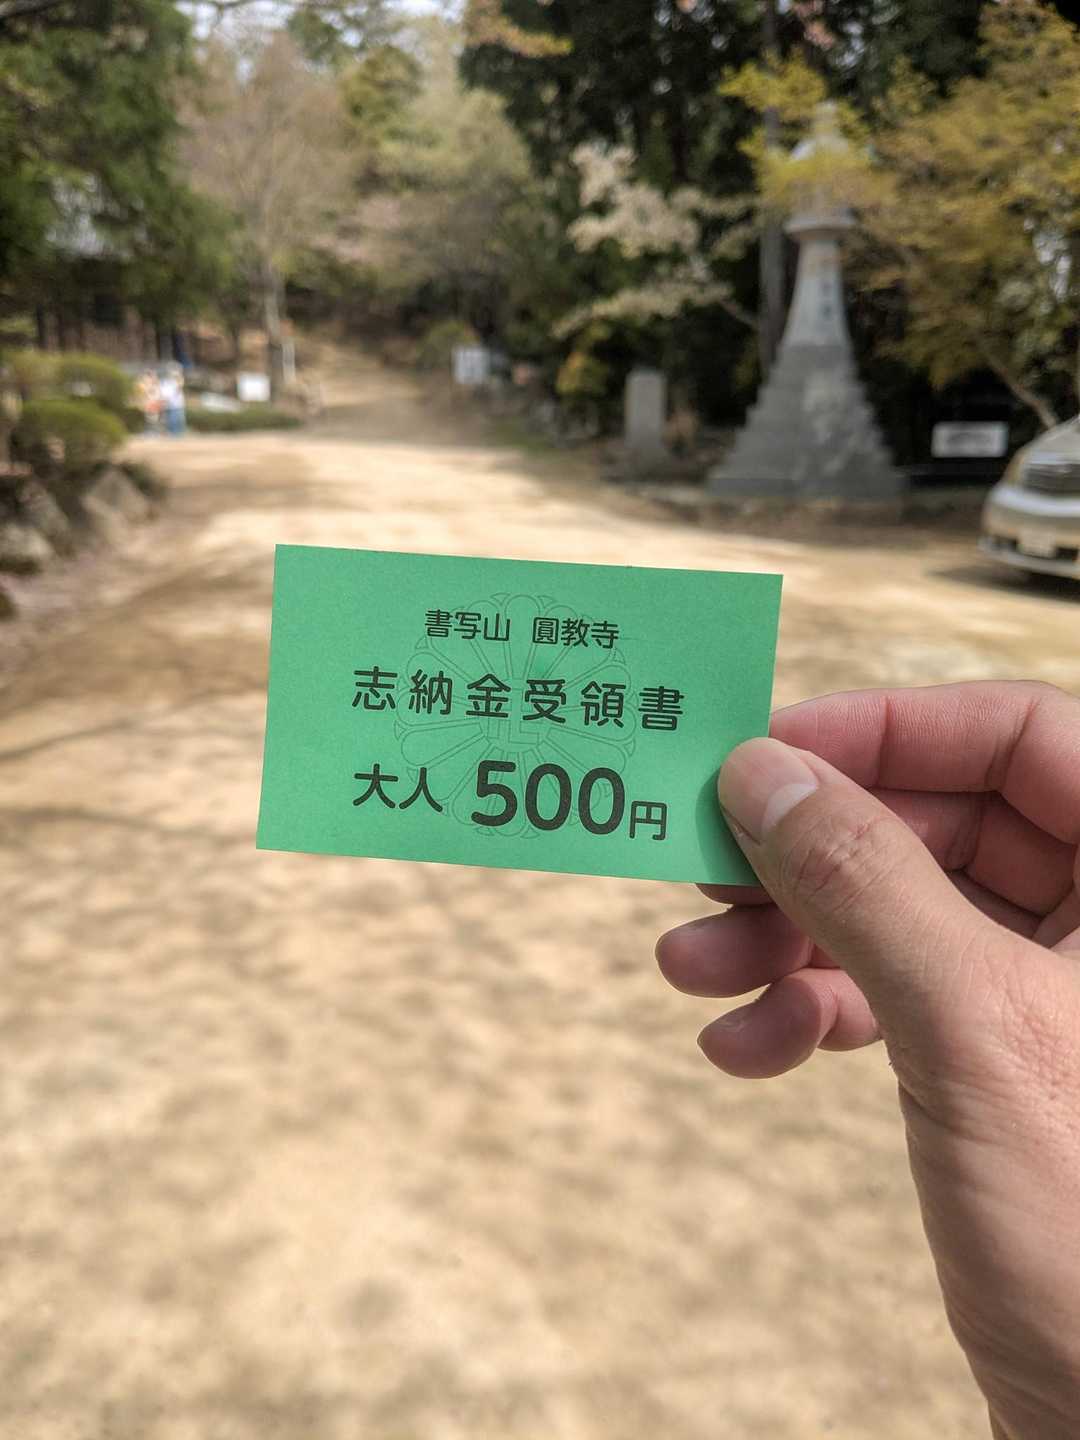 書写山 圓教寺
志納金受領書
大人 500円